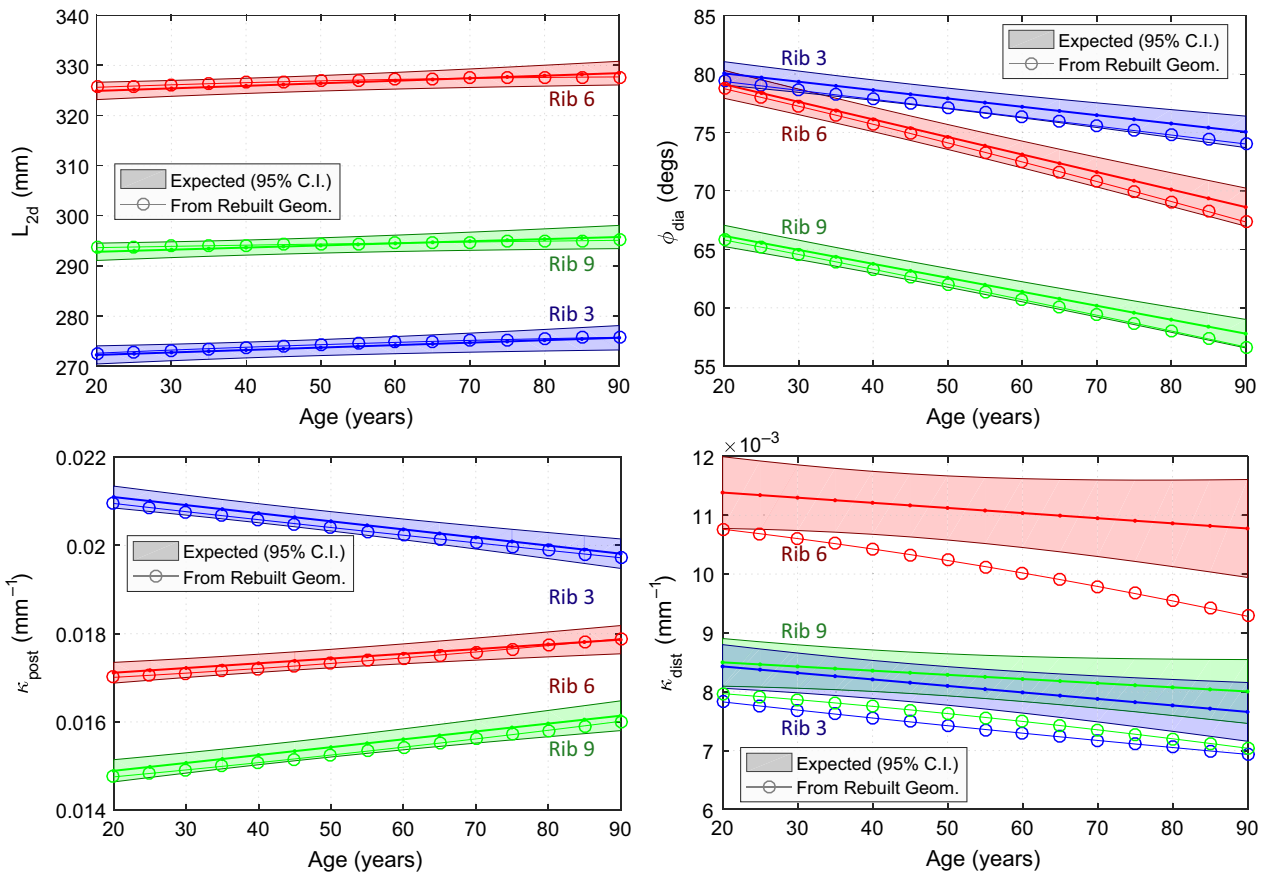 340
330
320
310
300
290
280
270
L2d (mm)
Rib 6
Expected (95% C.I.)
From Rebuilt Geom.
Rib 9
Rib 3
20 30 40 50 60 70 80 90
Age (years)
85
80
75
70
65
60
55
ϕdia (degs)
Expected (95% C.I.)
From Rebuilt Geom.
Rib 3
Rib 6
Rib 9
20 30 40 50 60 70 80 90
Age (years)
0.022
0.02
0.018
0.016
0.014
κpost (mm−1)
Expected (95% C.I.)
From Rebuilt Geom.
Rib 3
Rib 6
Rib 9
20 30 40 50 60 70 80 90
Age (years)
× 10−3
12
11
10
9
8
7
6
κdist (mm−1)
Rib 6
Rib 9
Rib 3
Expected (95% C.I.)
From Rebuilt Geom.
20 30 40 50 60 70 80 90
Age (years)